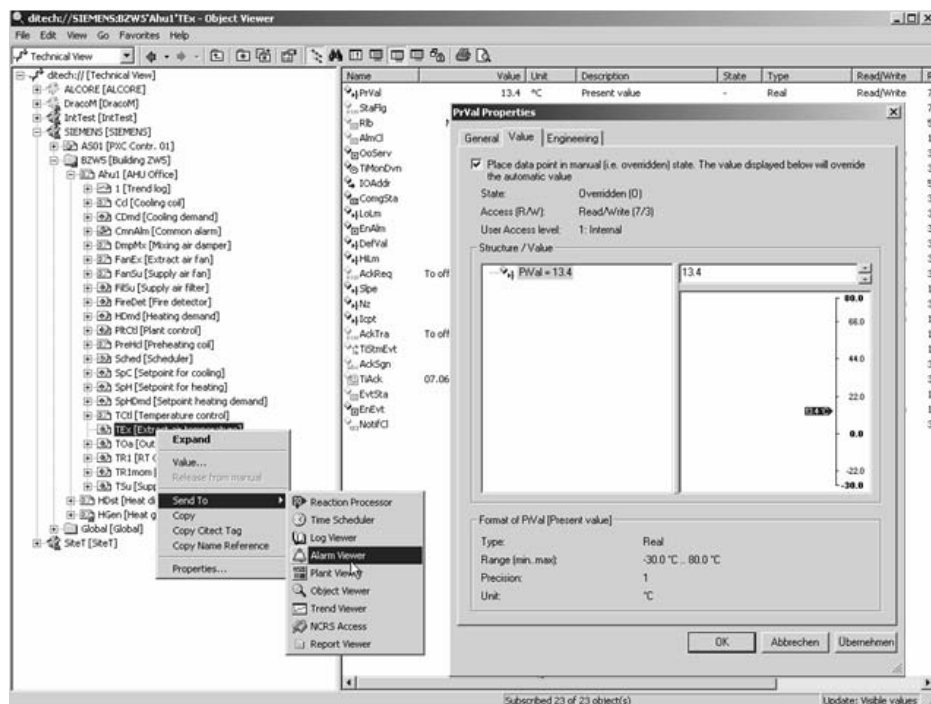 ditech://SIEMENS:BZWS'Ahu1'TEx - Object Viewer
File Edit View Go Favorites Help
Technical View
ditech:// [Technical View]
ALCORE [ALCORE]
DracoM [DracoM]
IntTest [IntTest]
SIEMENS [SIEMENS]
AS01 [PXC Contr. 01]
BZWS [Building ZWS]
Ahu1 [AHU Office]
1 [Trend log]
Cd [Cooling coil]
CDmd [Cooling demand]
CmnAlm [Common alarm]
DmpMx [Mixing air damper]
FanEx [Extract air fan]
FanSu [Supply air fan]
FilSu [Supply air filter]
FireDet [Fire detector]
HDmd [Heating demand]
PltCtl [Plant control]
PreHcl [Preheating coil]
Sched [Scheduler]
SpC [Setpoint for cooling]
SpH [Setpoint for heating]
SpHDmd [Setpoint heating demand]
TCtl [Temperature control]
TEx [Extract air temperature]
TOa [Out
TR1 [RT
TR1mom [
TSu [Supp
HDst [Heat di
HGen [Heat g
Global [Global]
SiteT [SiteT]
Expand
Value...
Release from manual
Send To
Copy
Copy Citect Tag
Copy Name Reference
Properties...
Reaction Processor
Time Scheduler
Log Viewer
Alarm Viewer
Plant Viewer
Object Viewer
Trend Viewer
NCRS Access
Report Viewer
Name Value Unit Description State Type Read/Write
PrVal 13.4 °C Present value - Real Read/Write
StaFlg
Rlb
AlmCl
OoServ
TiMonDvn
IOAddr
ComgSta
LoLm
EnAlm
DefVal
HiLm
AckReq To off
Slpe
Nz
Icpt
AckTra To off
TiStmEvt
AckSgn
TiAck 07.06
EvtSta
EnEvt
NotifCl
PrVal Properties
General Value Engineering
Place data point in manual (i.e. overridden) state. The value displayed below will override
the automatic value
State: Overridden (O)
Access (R/W): Read/Write (7/3)
User Access level: 1: Internal
Structure / Value
PrVal = 13.4
13.4
80.0
66.0
44.0
22.0
13.4°C
0.0
-22.0
-30.0
Format of PrVal [Present value]
Type: Real
Range (min..max): -30.0 °C .. 80.0 °C
Precision: 1
Unit: °C
OK Abbrechen Übernehmen
Subscribed 23 of 23 object(s) Update: Visible values